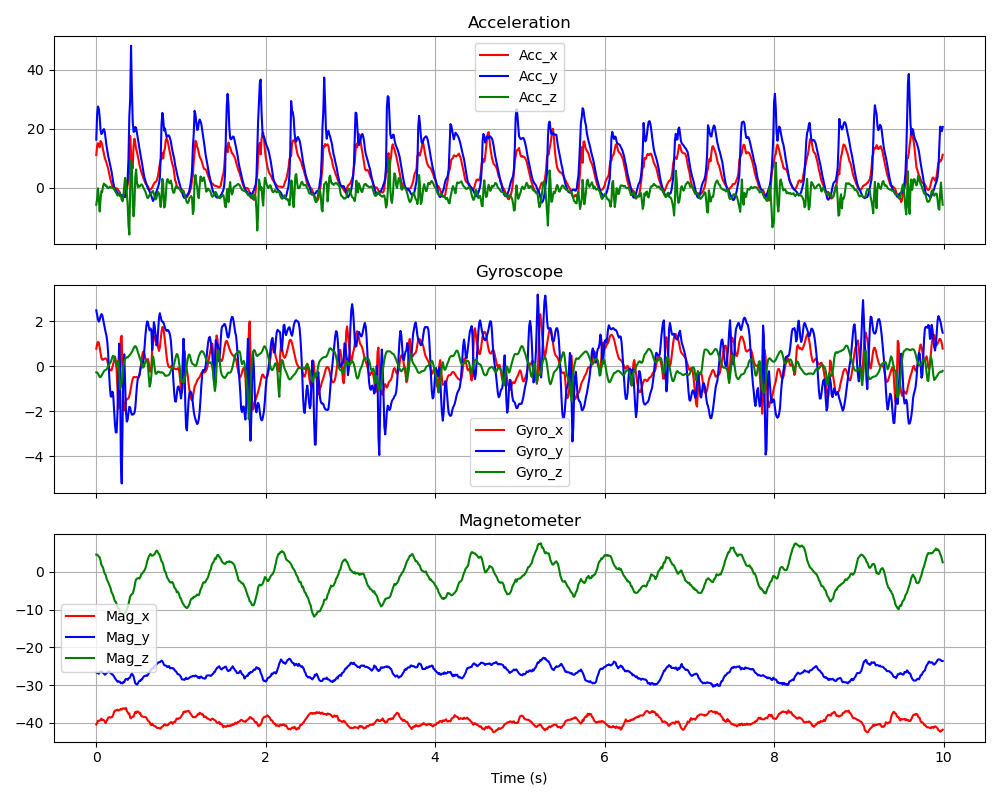 Acceleration
40
20
0
Acc_x
Acc_y
Acc_z
Gyroscope
2
0
−2
−4
Gyro_x
Gyro_y
Gyro_z
Magnetometer
0
−10
−20
−30
−40
Mag_x
Mag_y
Mag_z
0 2 4 6 8 10
Time (s)